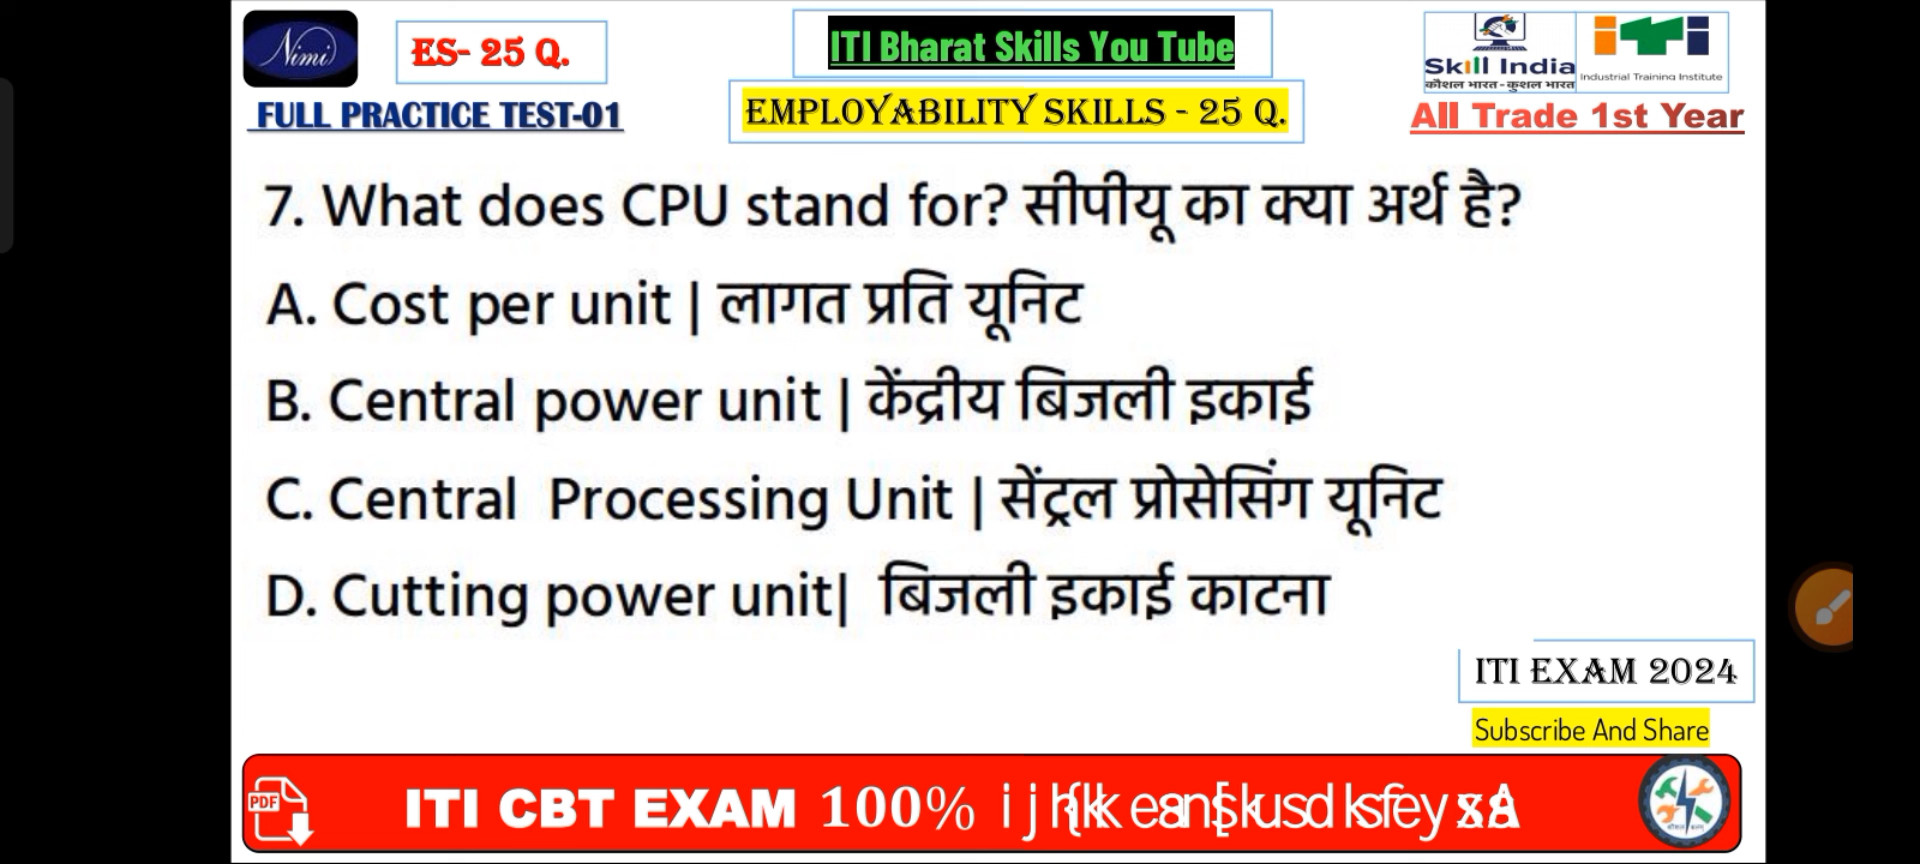 Nimi
ES- 25 Q.
ITI Bharat Skills You Tube
Skill India
कौशल भारत-कुशल भारत
iTi
Industrial Training Institute
FULL PRACTICE TEST-01
EMPLOYABILITY SKILLS - 25 Q.
All Trade 1st Year
7. What does CPU stand for? सीपीयू का क्या अर्थ है?
A. Cost per unit | लागत प्रति यूनिट
B. Central power unit | केंद्रीय बिजली इकाई
C. Central Processing Unit | सेंट्रल प्रोसेसिंग यूनिट
D. Cutting power unit| बिजली इकाई काटना
ITI EXAM 2024
Subscribe And Share
PDF
ITI CBT EXAM 100%